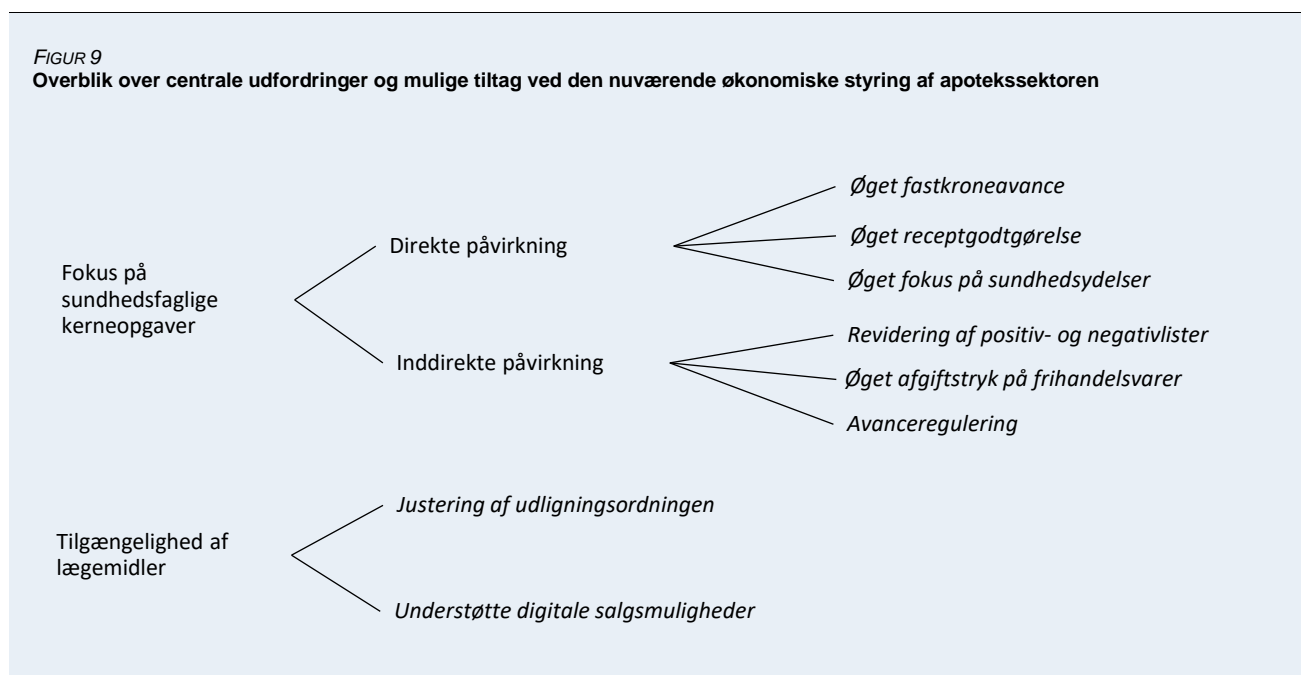 FIGUR 9
Overblik over centrale udfordringer og mulige tiltag ved den nuværende økonomiske styring af apotekssektoren
Fokus på
sundhedsfaglige
kerneopgaver
Direkte påvirkning
Øget fastkroneavance
Øget receptgodtgørelse
Øget fokus på sundhedsydelser
Inddirekte påvirkning
Revidering af positiv- og negativlister
Øget afgiftstryk på frihandelsvarer
Avanceregulering
Tilgængelighed af
lægemidler
Justering af udligningsordningen
Understøtte digitale salgsmuligheder